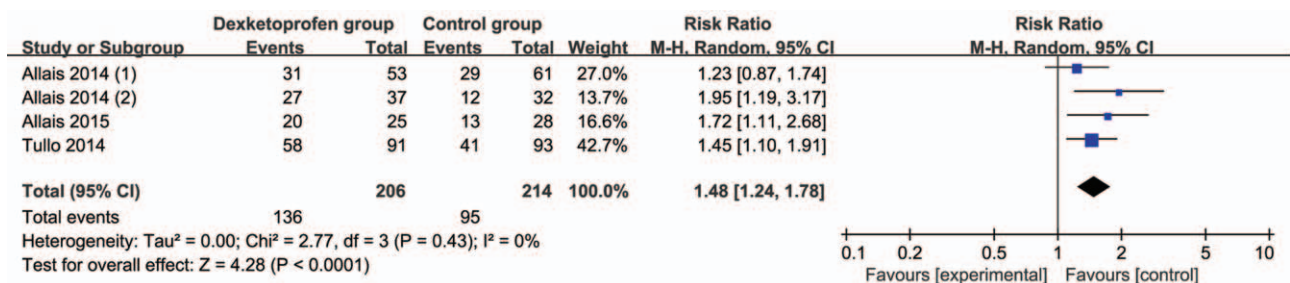 Dexketoprofen group Control group Risk Ratio Risk Ratio
Study or Subgroup Events Total Events Total Weight M-H, Random, 95% CI M-H, Random, 95% CI
Allais 2014 (1) 31 53 29 61 27.0% 1.23 [0.87, 1.74]
Allais 2014 (2) 27 37 12 32 13.7% 1.95 [1.19, 3.17]
Allais 2015 20 25 13 28 16.6% 1.72 [1.11, 2.68]
Tullo 2014 58 91 41 93 42.7% 1.45 [1.10, 1.91]
Total (95% CI) 206 214 100.0% 1.48 [1.24, 1.78]
Total events 136 95
Heterogeneity: Tau² = 0.00; Chi² = 2.77, df = 3 (P = 0.43); I² = 0%
Test for overall effect: Z = 4.28 (P < 0.0001)
0.1 0.2 0.5 1 2 5 10
Favours [experimental] Favours [control]